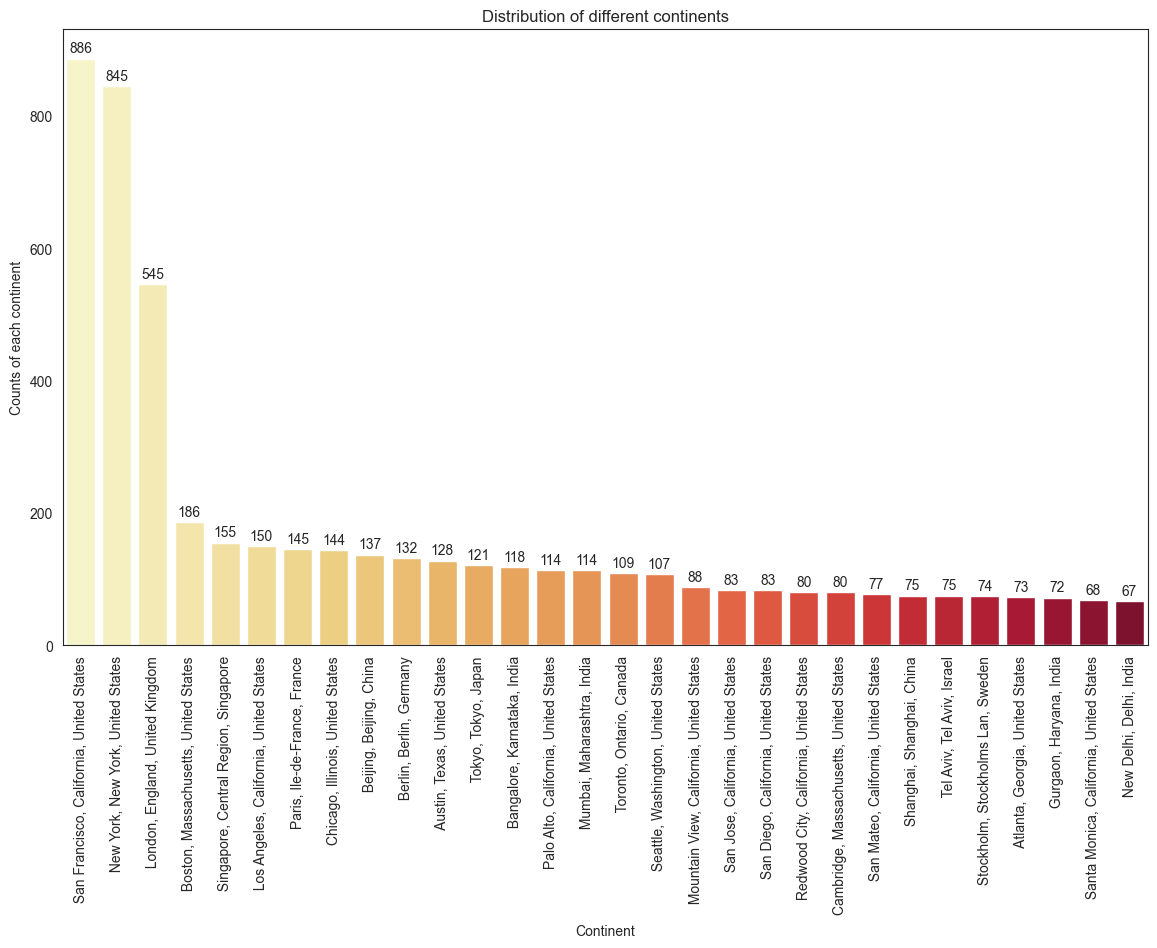 Distribution of different continents
Counts of each continent
800
600
400
200
0
886
845
545
186
155
150
145
144
137
132
128
121
118
114
114
109
107
88
83
83
80
80
77
75
75
74
73
72
68
67
San Francisco, California, United States
New York, New York, United States
London, England, United Kingdom
Boston, Massachusetts, United States
Singapore, Central Region, Singapore
Los Angeles, California, United States
Paris, Ile-de-France, France
Chicago, Illinois, United States
Beijing, Beijing, China
Berlin, Berlin, Germany
Austin, Texas, United States
Tokyo, Tokyo, Japan
Bangalore, Karnataka, India
Palo Alto, California, United States
Mumbai, Maharashtra, India
Toronto, Ontario, Canada
Seattle, Washington, United States
Mountain View, California, United States
San Jose, California, United States
San Diego, California, United States
Redwood City, California, United States
Cambridge, Massachusetts, United States
San Mateo, California, United States
Shanghai, Shanghai, China
Tel Aviv, Tel Aviv, Israel
Stockholm, Stockholms Lan, Sweden
Atlanta, Georgia, United States
Gurgaon, Haryana, India
Santa Monica, California, United States
New Delhi, Delhi, India
Continent